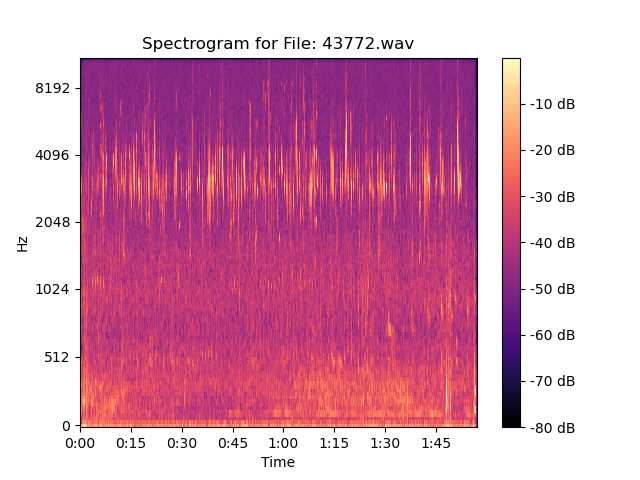 Spectrogram for File: 43772.wav
8192
4096
2048
1024
512
0
Hz
0:00 0:15 0:30 0:45 1:00 1:15 1:30 1:45
Time
-10 dB
-20 dB
-30 dB
-40 dB
-50 dB
-60 dB
-70 dB
-80 dB